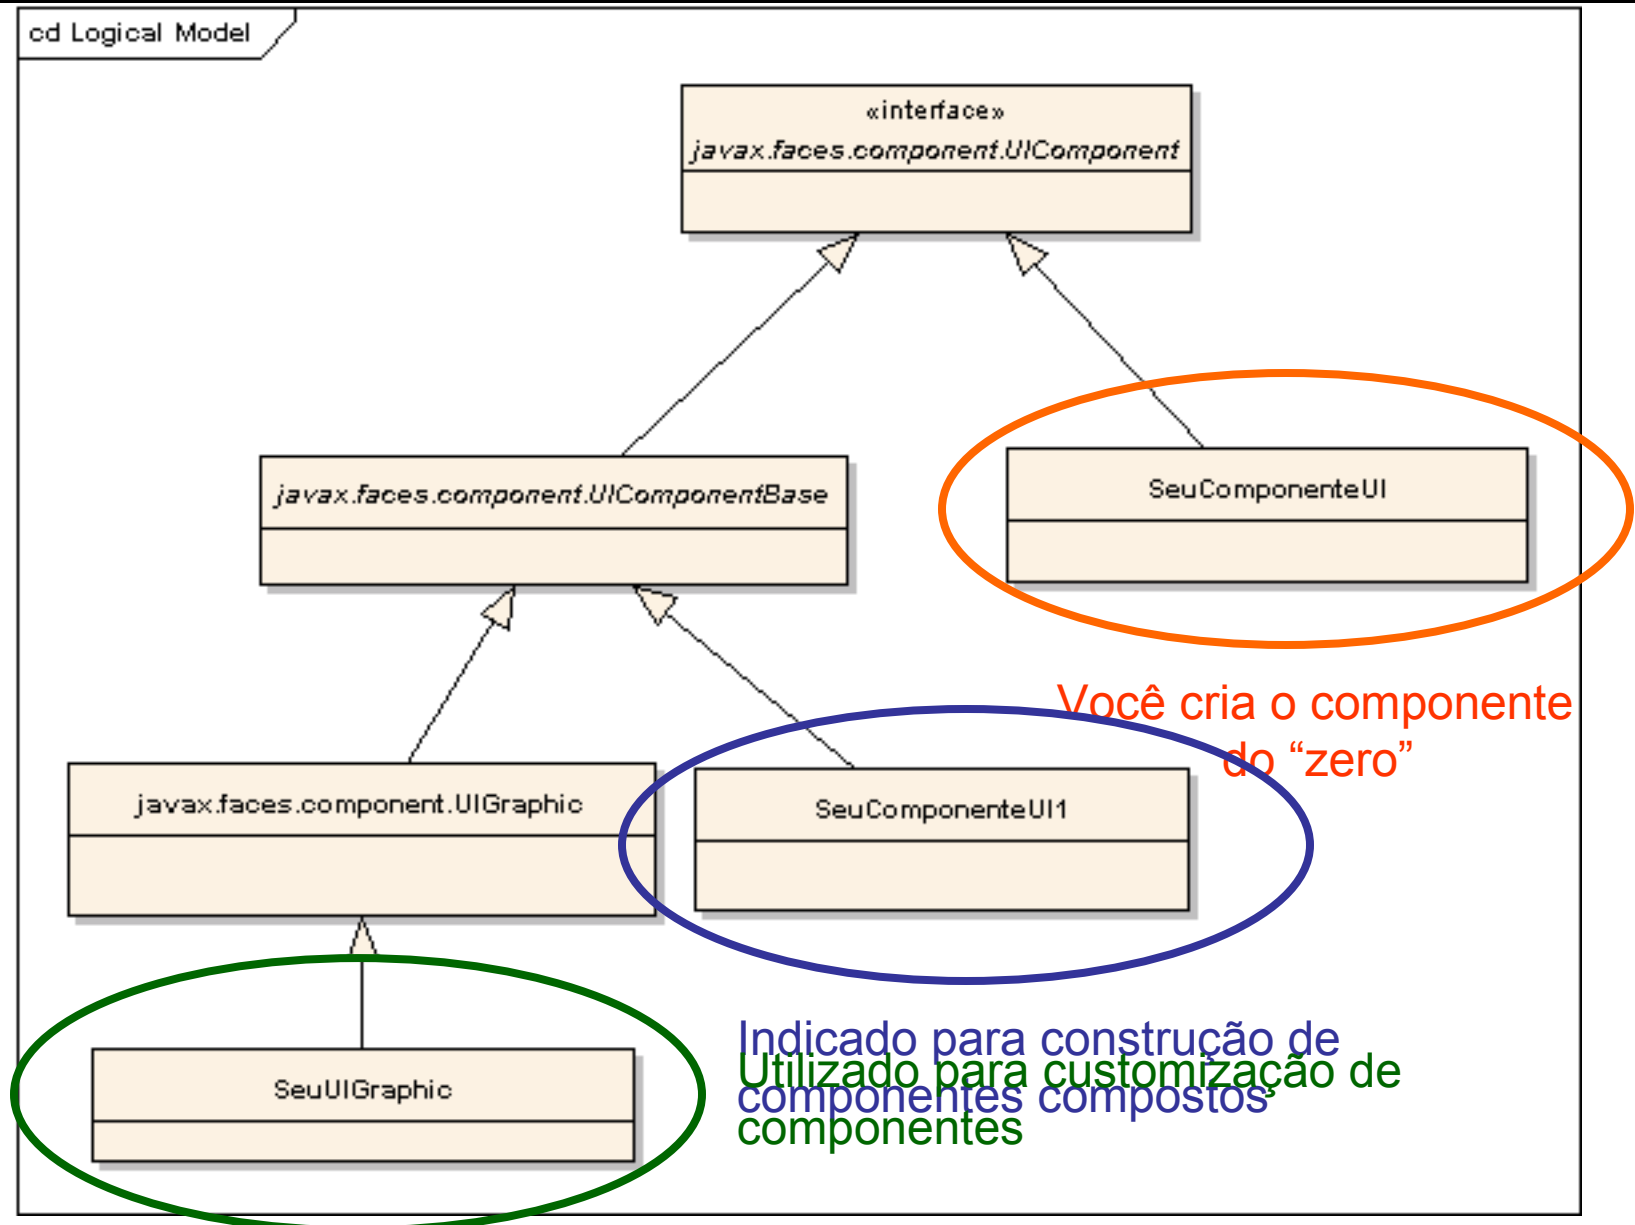 cd Logical Model
«interface»
javax.faces.component.UIComponent
javax.faces.component.UIComponentBase
SeuComponenteUI
Você cria o componente
do “zero”
javax.faces.component.UIGraphic
SeuComponenteUI1
Indicado para construção de
componentes compostos
Utilizado para customização de
componentes
SeuUIGraphic